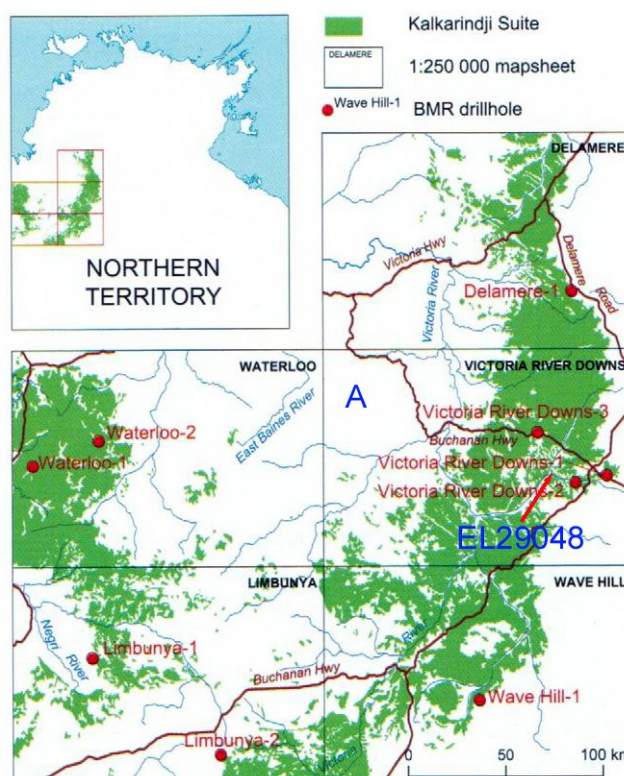 Kalkarindji Suite
DELAMERE
1:250 000 mapsheet
Wave Hill-1
BMR drillhole
NORTHERN
TERRITORY
DELAMERE
Victoria Hwy
Delamere Road
Victoria River
Delamere-1
WATERLOO
VICTORIA RIVER DOWNS
A
East Baines River
Waterloo-2
Waterloo-1
Victoria River Downs-3
Buchanan Hwy
Victoria River Downs-1
Victoria River Downs-2
EL29048
LIMBUNYA
WAVE HILL
Negri River
Limbunya-1
River
Buchanan Hwy
Wave Hill-1
Limbunya-2
Victoria
0 50 100 km